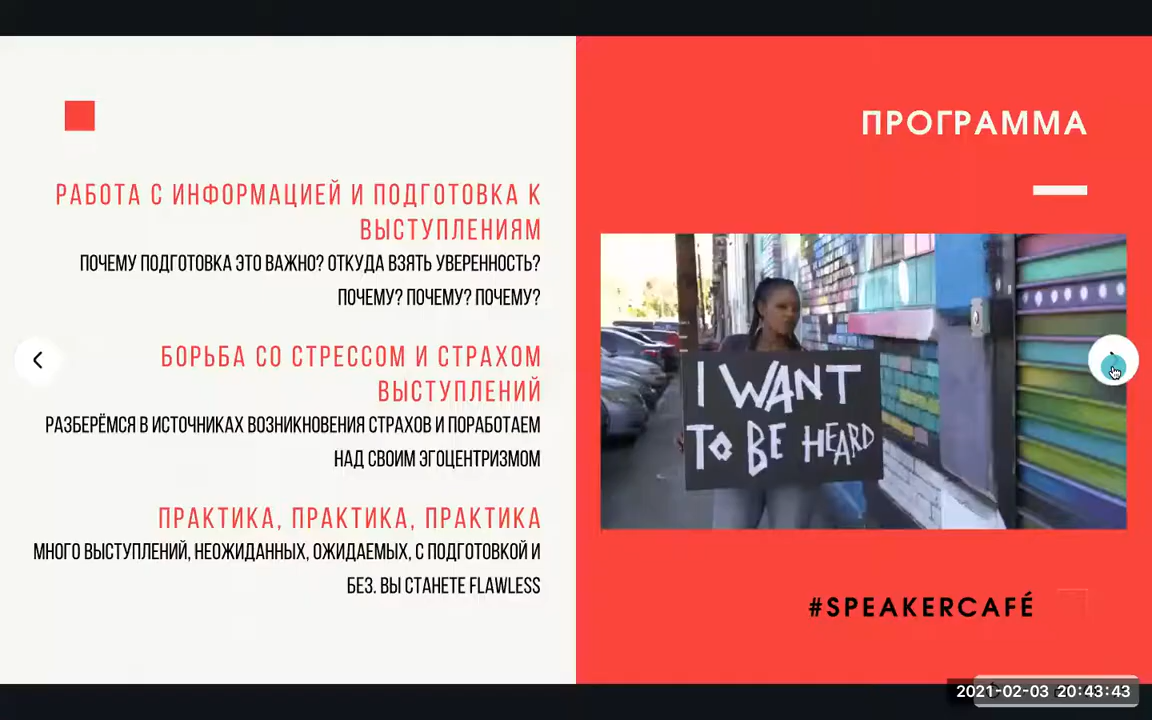 РАБОТА С ИНФОРМАЦИЕЙ И ПОДГОТОВКА К
ВЫСТУПЛЕНИЯМ
ПОЧЕМУ ПОДГОТОВКА ЭТО ВАЖНО? ОТКУДА ВЗЯТЬ УВЕРЕННОСТЬ?
ПОЧЕМУ? ПОЧЕМУ? ПОЧЕМУ?
БОРЬБА СО СТРЕССОМ И СТРАХОМ
ВЫСТУПЛЕНИЙ
РАЗБЕРЁМСЯ В ИСТОЧНИКАХ ВОЗНИКНОВЕНИЯ СТРАХОВ И ПОРАБОТАЕМ
НАД СВОИМ ЭГОЦЕНТРИЗМОМ
ПРАКТИКА, ПРАКТИКА, ПРАКТИКА
МНОГО ВЫСТУПЛЕНИЙ, НЕОЖИДАННЫХ, ОЖИДАЕМЫХ, С ПОДГОТОВКОЙ И
БЕЗ. ВЫ СТАНЕТЕ FLAWLESS
ПРОГРАММА
I WANT
TO BE HEARD
#SPEAKERCAFÉ
2021-02-03 20:43:43